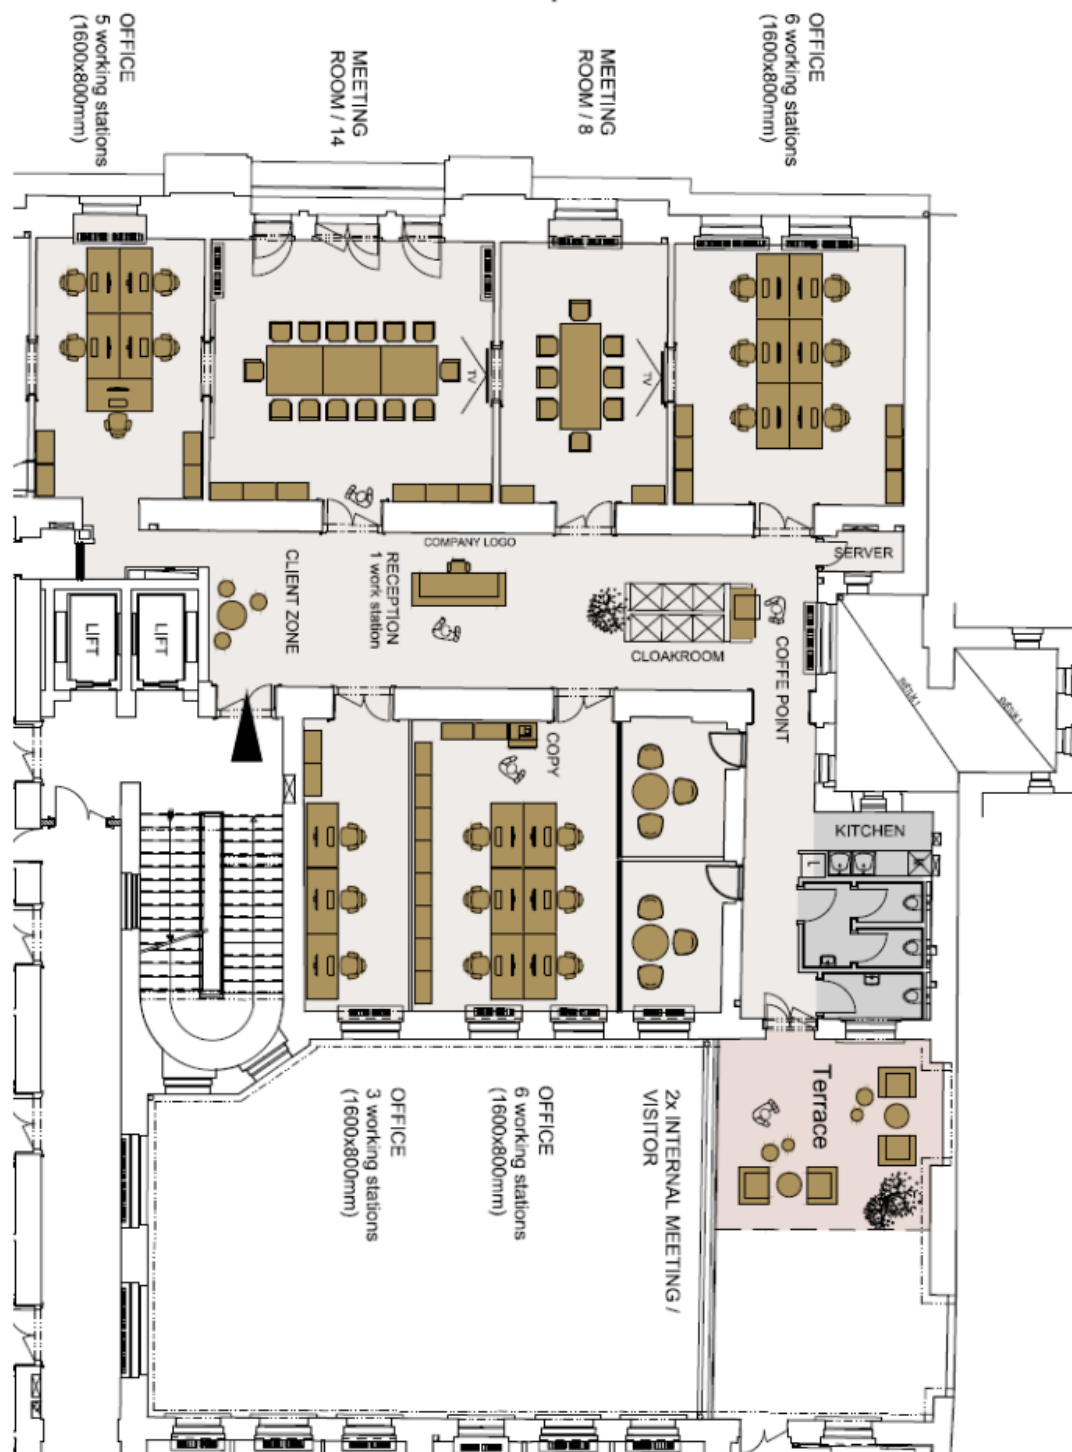 OFFICE
5 working stations
(1600x800mm)
MEETING
ROOM / 14
MEETING
ROOM / 8
OFFICE
6 working stations
(1600x800mm)
TV
TV
COMPANY LOGO
RECEPTION
1 work station
CLIENT ZONE
SERVER
LIFT
LIFT
CLOAKROOM
COFFE POINT
COPY
KITCHEN
L
Terrace
OFFICE
3 working stations
(1600x800mm)
OFFICE
6 working stations
(1600x800mm)
2x INTERNAL MEETING /
VISITOR